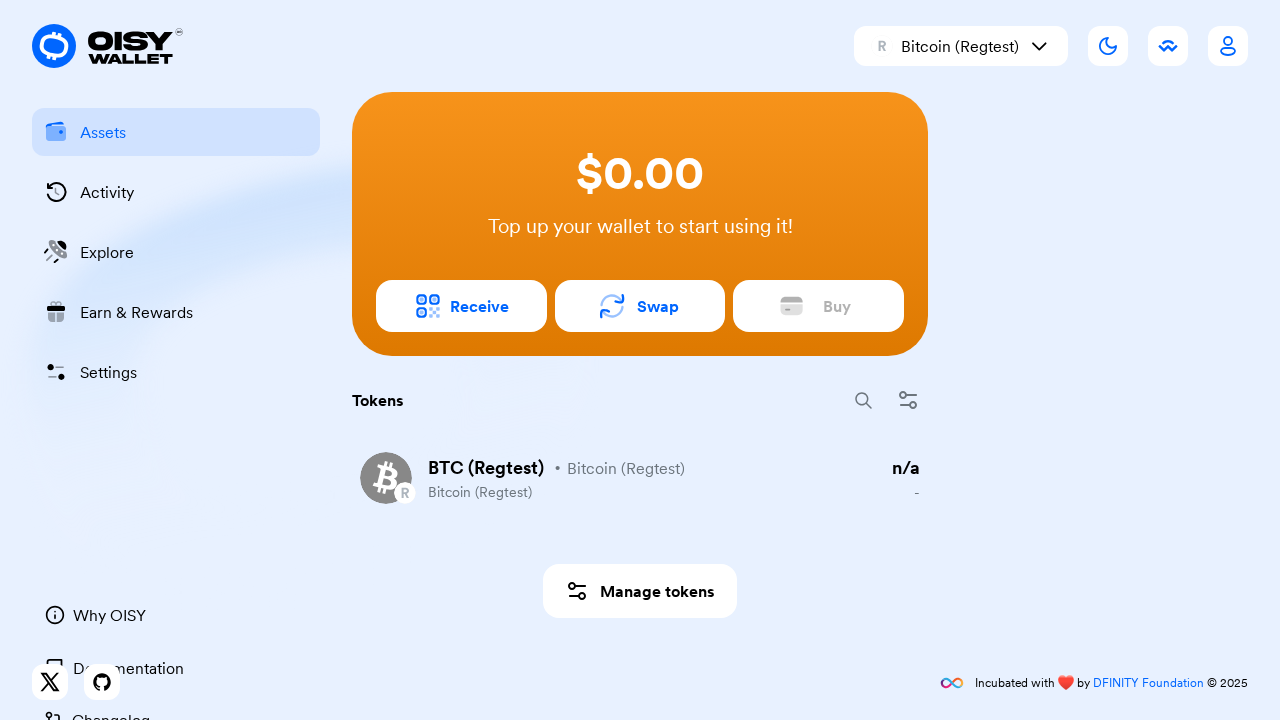 OISY
WALLET
R Bitcoin (Regtest)
Assets
Activity
Explore
Earn & Rewards
Settings
$0.00
Top up your wallet to start using it!
Receive
Swap
Buy
Tokens
BTC (Regtest) • Bitcoin (Regtest)
n/a
R
Bitcoin (Regtest)
-
Manage tokens
Why OISY
Documentation
Changelog
Incubated with ❤️ by DFINITY Foundation © 2025